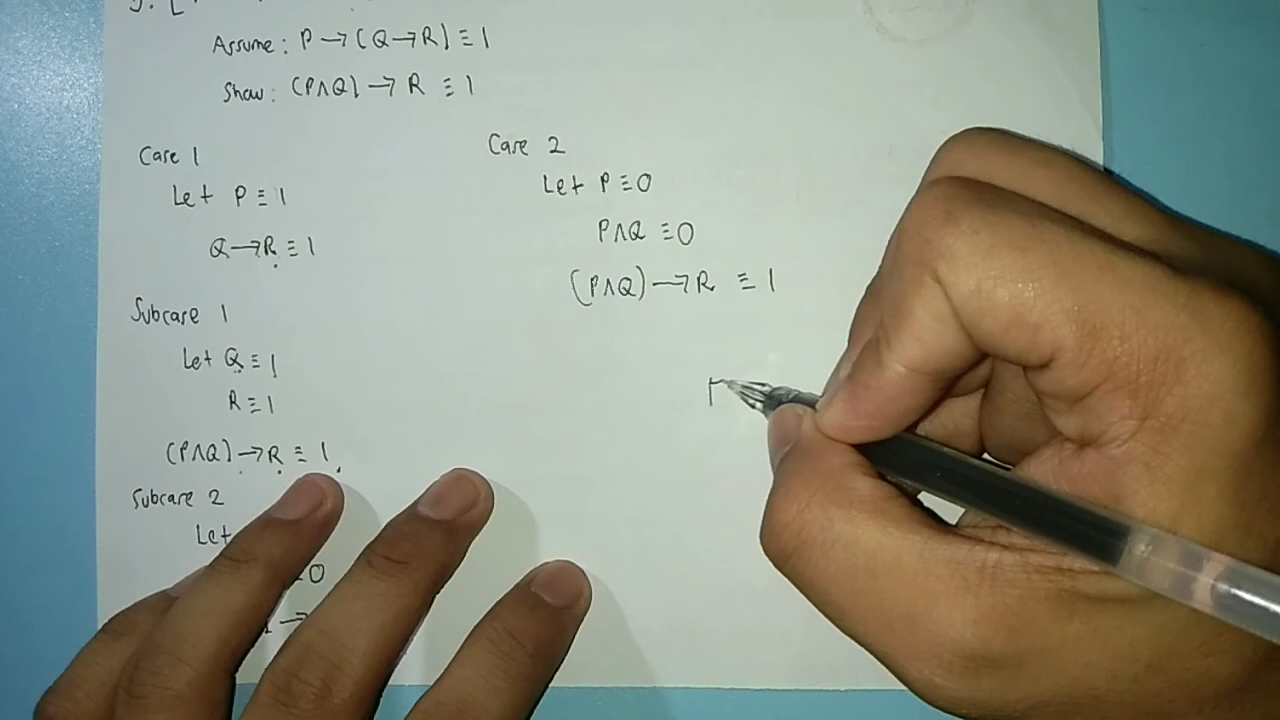 Assume: P → (Q → R) ≡ 1
Show: (P ∧ Q) → R ≡ 1
Case 1
Let P ≡ 1
Q → R ≡ 1
Subcase 1
Let Q ≡ 1
R ≡ 1
(P ∧ Q) → R ≡ 1
Subcase 2
Let
0
→
Case 2
Let P ≡ 0
P ∧ Q ≡ 0
(P ∧ Q) → R ≡ 1